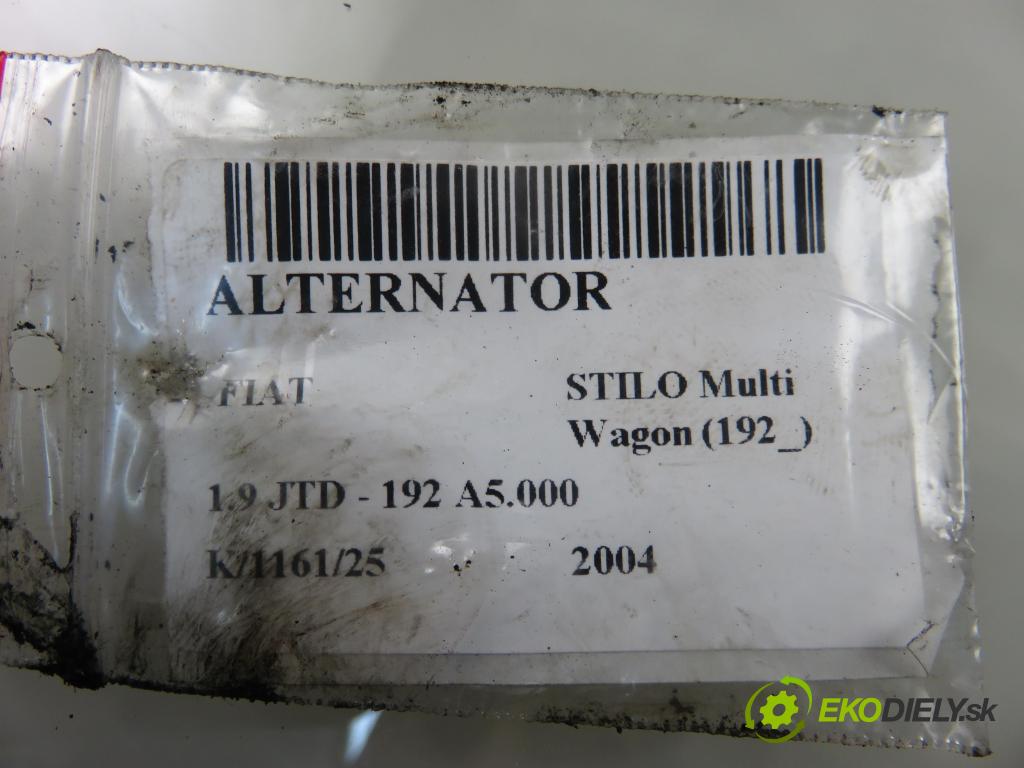 ALTERNATOR
FIAT STILO Multi
Wagon (192_)
1.9 JTD - 192 A5.000
K/1161/25 2004
EKODIELY.sk